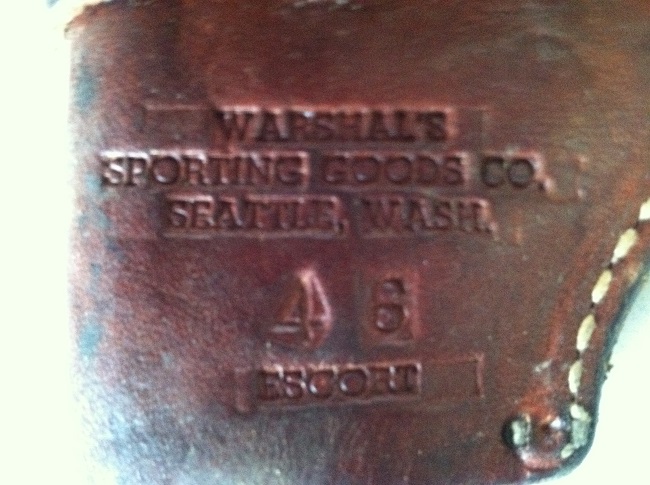 WARSHAL'S
SPORTING GOODS CO.
SEATTLE, WASH.
4 6
ESCORT